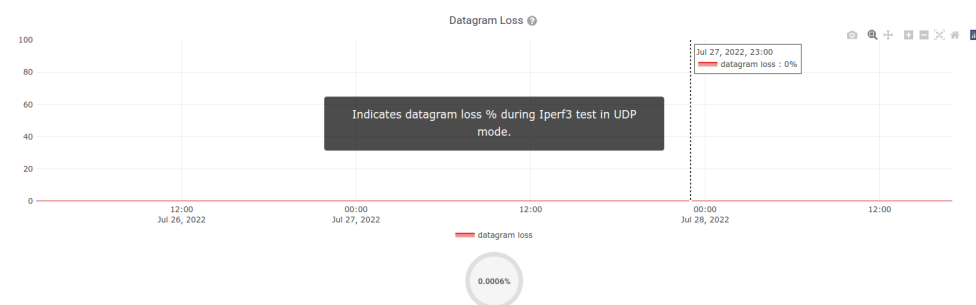 Datagram Loss
100
80
60
40
20
0
Jul 27, 2022, 23:00
datagram loss : 0%
Indicates datagram loss % during Iperf3 test in UDP
mode.
12:00
Jul 26, 2022
00:00
Jul 27, 2022
12:00
00:00
Jul 28, 2022
12:00
datagram loss
0.0006%